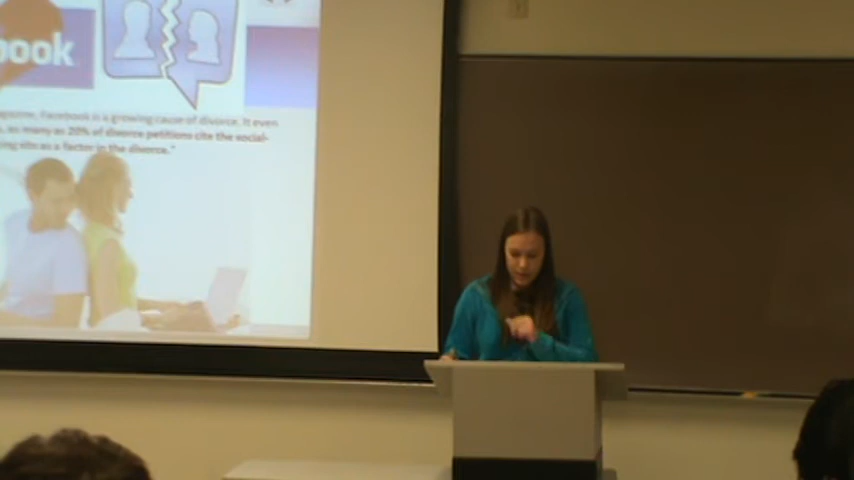 book
Facebook is a growing cause of divorce. It even
as many as 20% of divorce petitions cite the social-
ing site as a factor in the divorce."